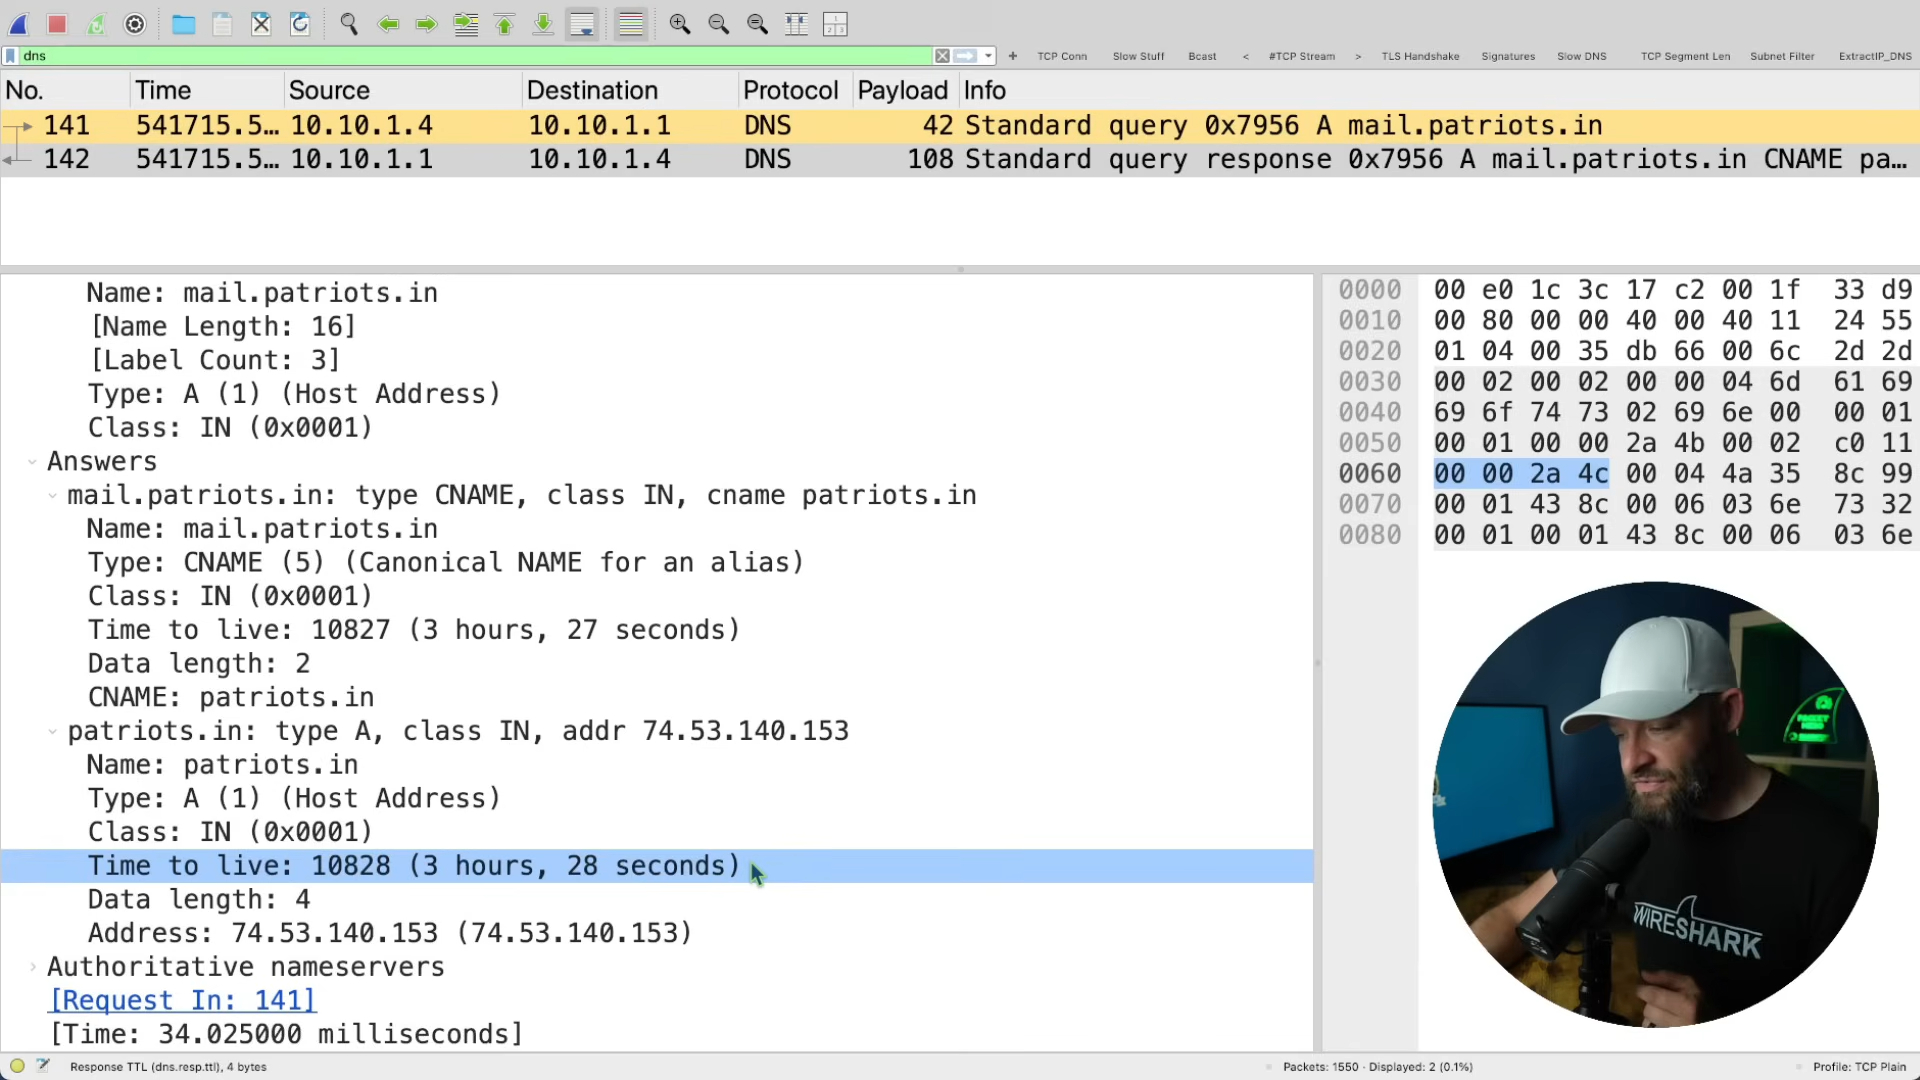 dns
TCP Conn
Slow Stuff
Bcast
<
#TCP Stream
>
TLS Handshake
Signatures
Slow DNS
TCP Segment Len
Subnet Filter
ExtractIP_DNS
No. Time Source Destination Protocol Payload Info
141 541715.5… 10.10.1.4 10.10.1.1 DNS 42 Standard query 0x7956 A mail.patriots.in
142 541715.5… 10.10.1.1 10.10.1.4 DNS 108 Standard query response 0x7956 A mail.patriots.in CNAME pa…
Name: mail.patriots.in
[Name Length: 16]
[Label Count: 3]
Type: A (1) (Host Address)
Class: IN (0x0001)
Answers
mail.patriots.in: type CNAME, class IN, cname patriots.in
Name: mail.patriots.in
Type: CNAME (5) (Canonical NAME for an alias)
Class: IN (0x0001)
Time to live: 10827 (3 hours, 27 seconds)
Data length: 2
CNAME: patriots.in
patriots.in: type A, class IN, addr 74.53.140.153
Name: patriots.in
Type: A (1) (Host Address)
Class: IN (0x0001)
Time to live: 10828 (3 hours, 28 seconds)
Data length: 4
Address: 74.53.140.153 (74.53.140.153)
Authoritative nameservers
[Request In: 141]
[Time: 34.025000 milliseconds]
0000 00 e0 1c 3c 17 c2 00 1f 33 d9
0010 00 80 00 00 40 00 40 11 24 55
0020 01 04 00 35 db 66 00 6c 2d 2d
0030 00 02 00 02 00 00 04 6d 61 69
0040 69 6f 74 73 02 69 6e 00 00 01
0050 00 01 00 00 2a 4b 00 02 c0 11
0060 00 00 2a 4c 00 04 4a 35 8c 99
0070 00 01 43 8c 00 06 03 6e 73 32
0080 00 01 00 01 43 8c 00 06 03 6e
WIRESHARK
Response TTL (dns.resp.ttl), 4 bytes
Packets: 1550 · Displayed: 2 (0.1%)
Profile: TCP Plain